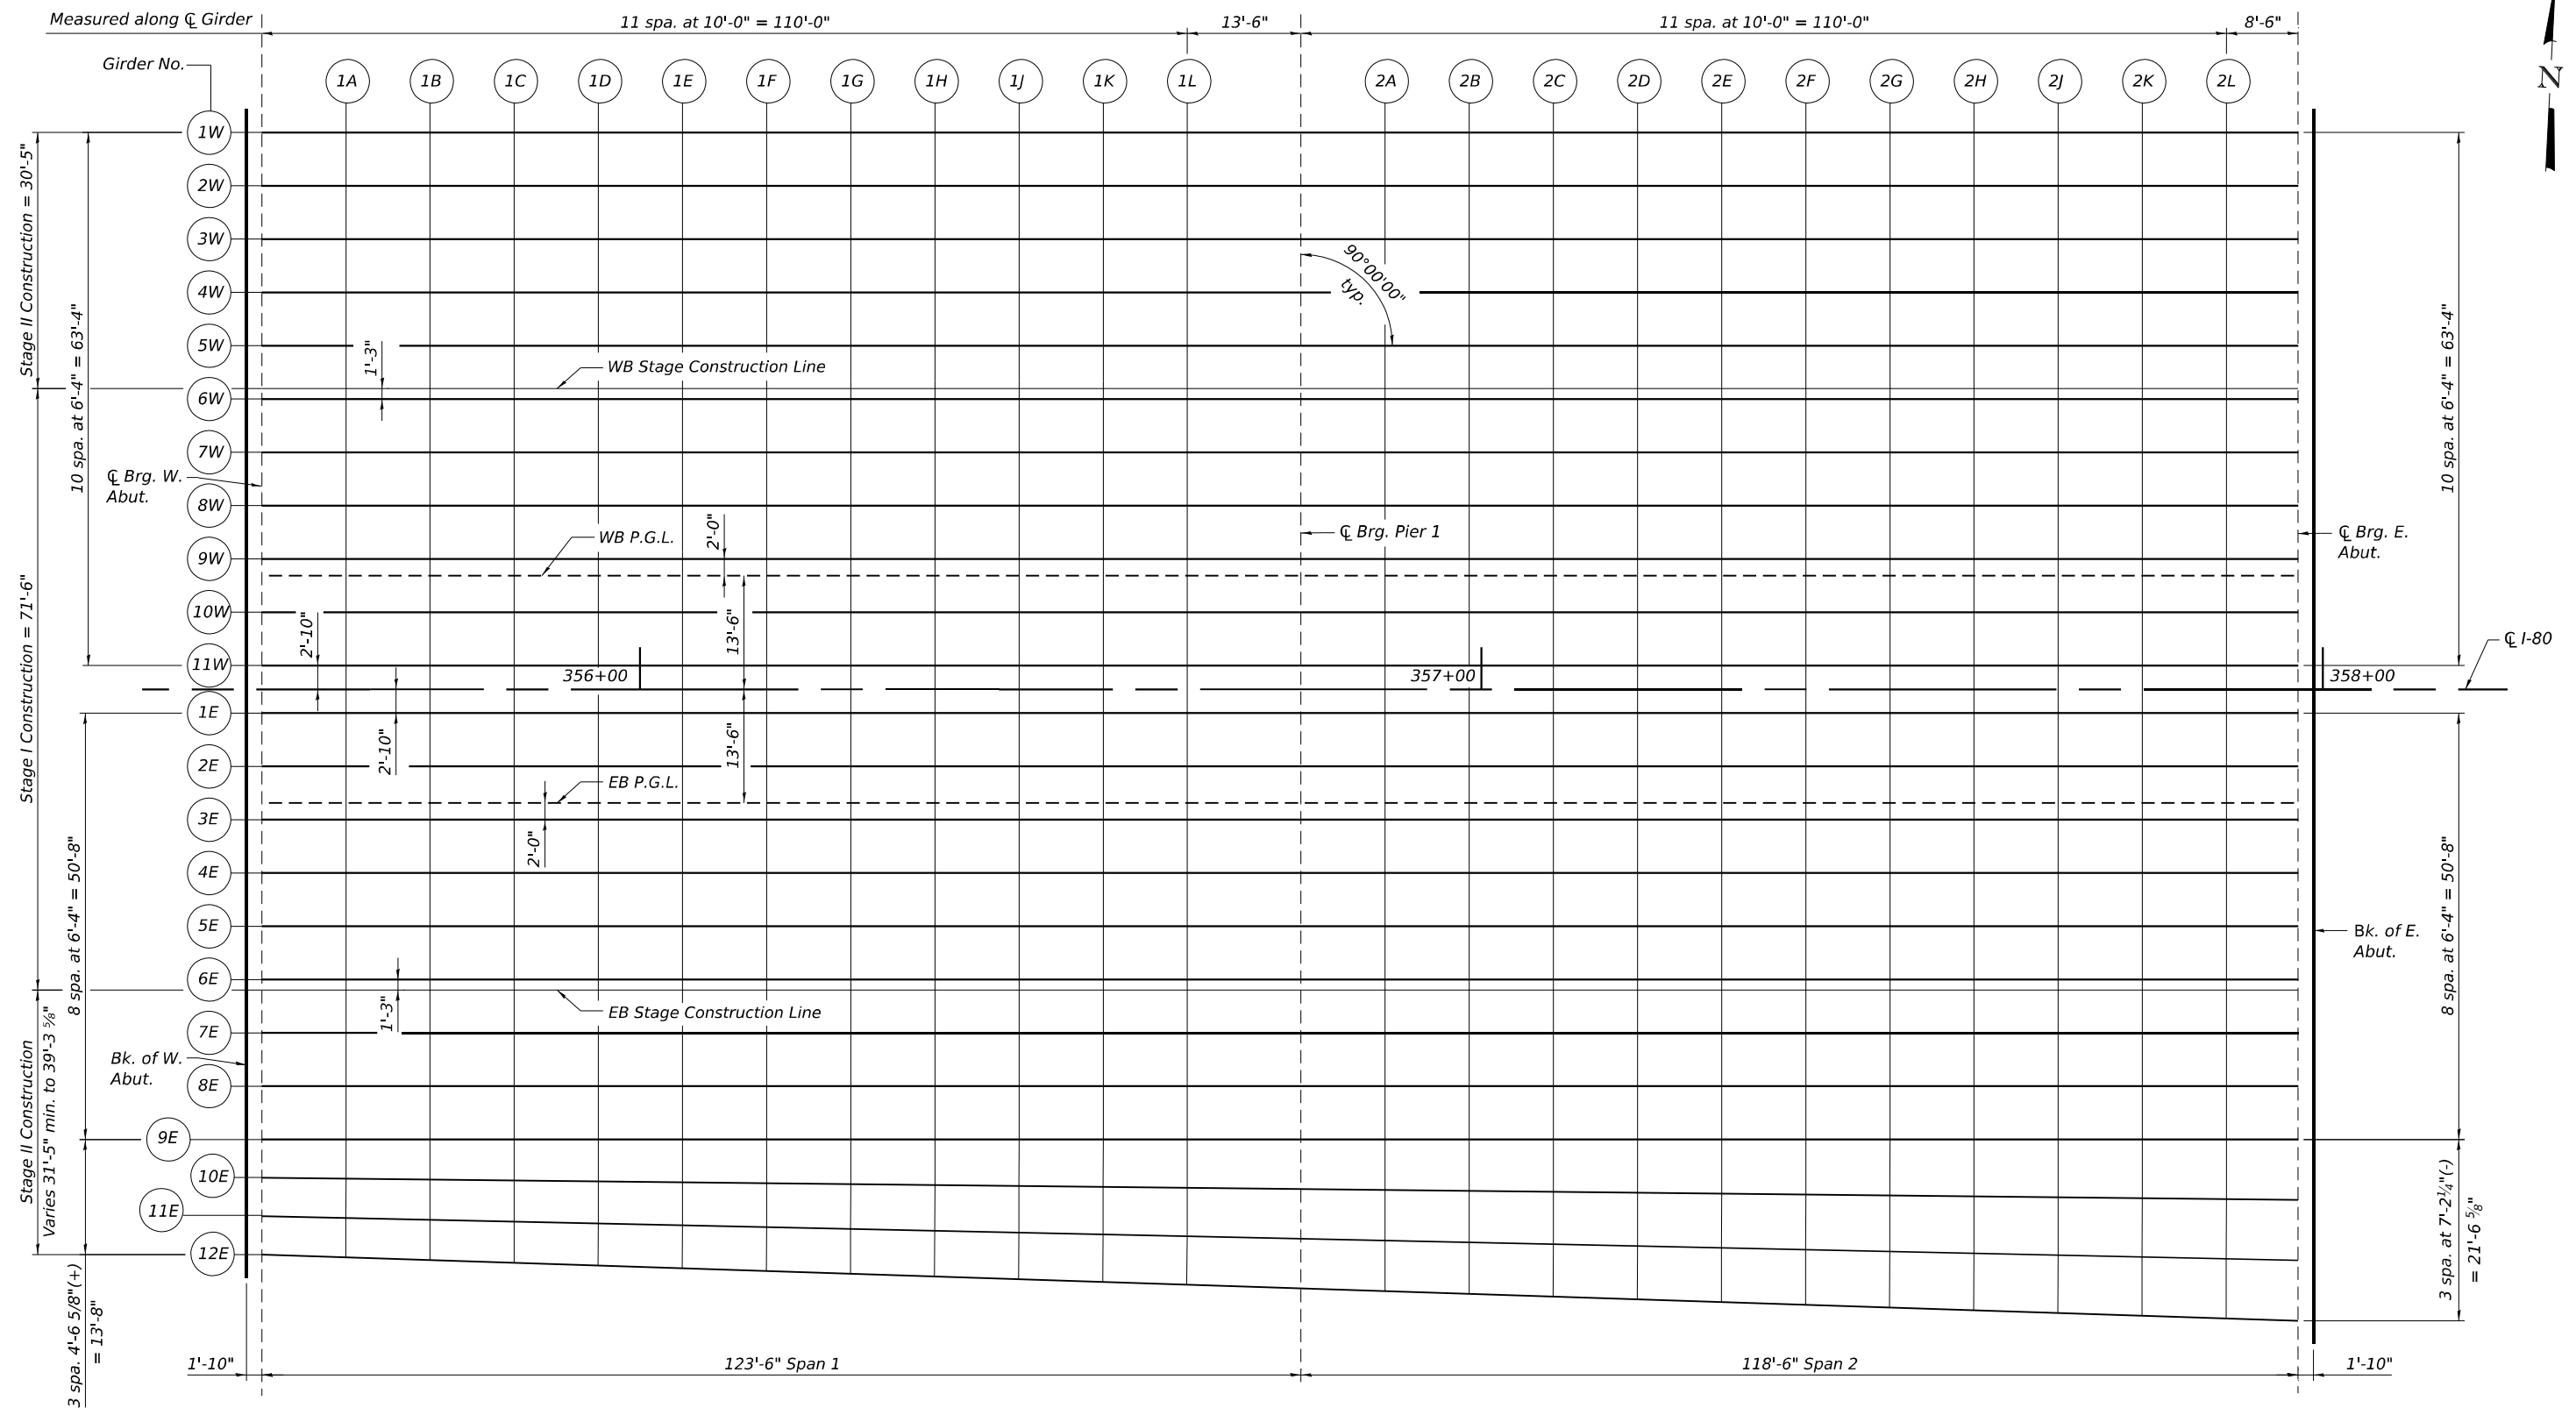 Measured along ℄ Girder
11 spa. at 10'-0" = 110'-0"
13'-6"
11 spa. at 10'-0" = 110'-0"
8'-6"
N
Girder No.
1A 1B 1C 1D 1E 1F 1G 1H 1J 1K 1L 2A 2B 2C 2D 2E 2F 2G 2H 2J 2K 2L
1W
2W
3W
4W
5W
6W
7W
8W
9W
10W
11W
1E
2E
3E
4E
5E
6E
7E
8E
9E
10E
11E
12E
Stage II Construction = 30'-5"
10 spa. at 6'-4" = 63'-4"
Stage I Construction = 71'-6"
8 spa. at 6'-4" = 50'-8"
Stage II Construction
Varies 31'-5" min. to 39'-3 5/8"
3 spa. 4'-6 5/8"(+)
= 13'-8"
℄ Brg. W.
Abut.
Bk. of W.
Abut.
90°00'00"
typ.
1'-3"
WB Stage Construction Line
WB P.G.L.
2'-0"
13'-6"
2'-10"
℄ Brg. Pier 1
356+00
357+00
358+00
℄ I-80
2'-10"
13'-6"
EB P.G.L.
2'-0"
1'-3"
EB Stage Construction Line
10 spa. at 6'-4" = 63'-4"
℄ Brg. E.
Abut.
8 spa. at 6'-4" = 50'-8"
Bk. of E.
Abut.
3 spa. at 7'-2 1/4"(-)
= 21'-6 5/8"
1'-10"
123'-6" Span 1
118'-6" Span 2
1'-10"